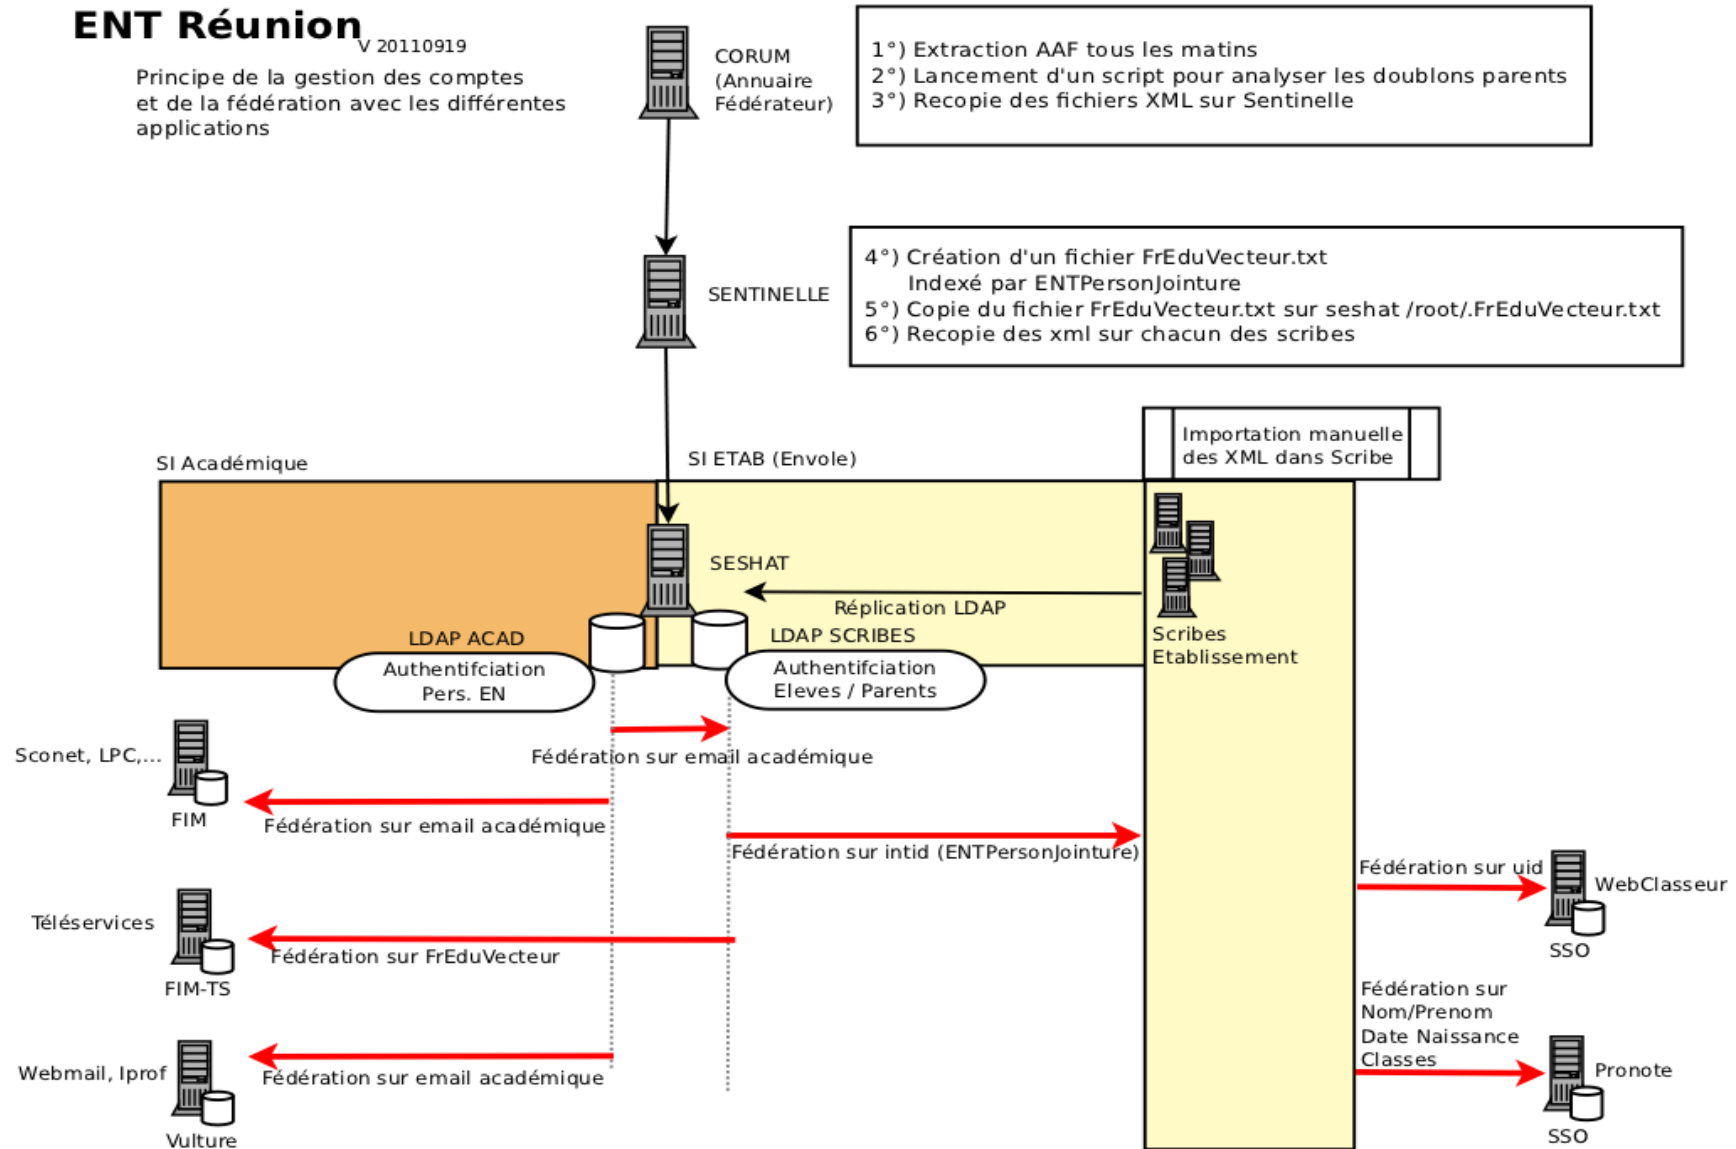 ENT Réunion
V 20110919
Principe de la gestion des comptes
et de la fédération avec les différentes
applications
CORUM
(Annuaire
Fédérateur)
1°) Extraction AAF tous les matins
2°) Lancement d'un script pour analyser les doublons parents
3°) Recopie des fichiers XML sur Sentinelle
SENTINELLE
4°) Création d'un fichier FrEduVecteur.txt
Indexé par ENTPersonJointure
5°) Copie du fichier FrEduVecteur.txt sur seshat /root/.FrEduVecteur.txt
6°) Recopie des xml sur chacun des scribes
Importation manuelle
des XML dans Scribe
SI Académique
SI ETAB (Envole)
SESHAT
Réplication LDAP
LDAP ACAD
LDAP SCRIBES
Scribes
Etablissement
Authentifciation
Pers. EN
Authentifciation
Eleves / Parents
Sconet, LPC,...
FIM
Fédération sur email académique
Fédération sur email académique
Fédération sur intid (ENTPersonJointure)
Fédération sur uid
WebClasseur
SSO
Téléservices
FIM-TS
Fédération sur FrEduVecteur
Fédération sur
Nom/Prenom
Date Naissance
Classes
Pronote
SSO
Webmail, Iprof
Vulture
Fédération sur email académique